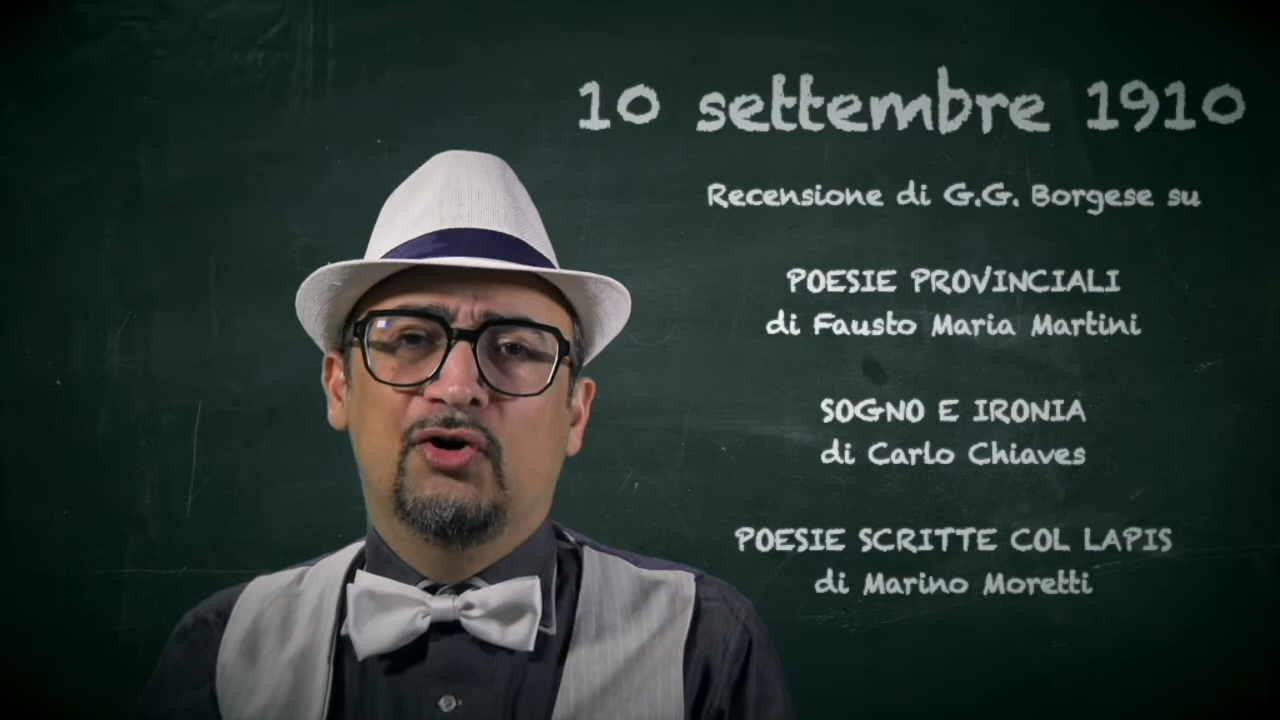 10 settembre 1910
Recensione di G.G. Borgese su
POESIE PROVINCIALI
di Fausto Maria Martini
SOGNO E IRONIA
di Carlo Chiaves
POESIE SCRITTE COL LAPIS
di Marino Moretti